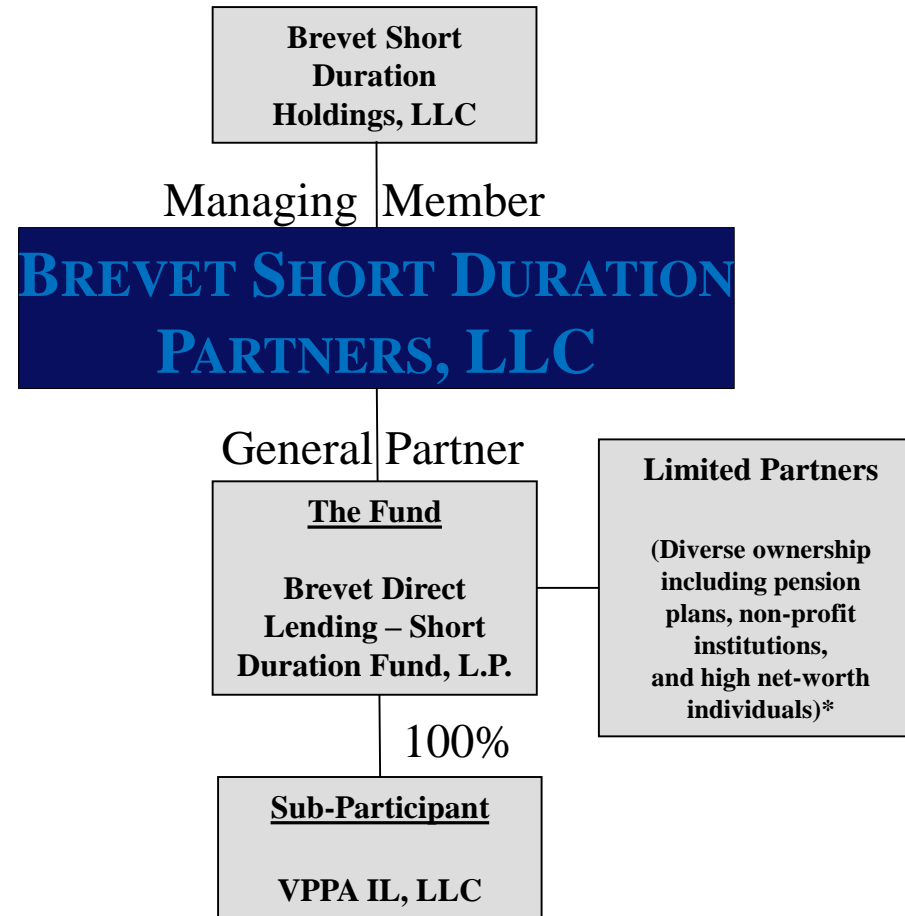 Brevet Short
Duration
Holdings, LLC
Managing Member
BREVET SHORT DURATION
PARTNERS, LLC
General Partner
The Fund
Brevet Direct
Lending – Short
Duration Fund, L.P.
Limited Partners
(Diverse ownership
including pension
plans, non-profit
institutions,
and high net-worth
individuals)*
100%
Sub-Participant
VPPA IL, LLC